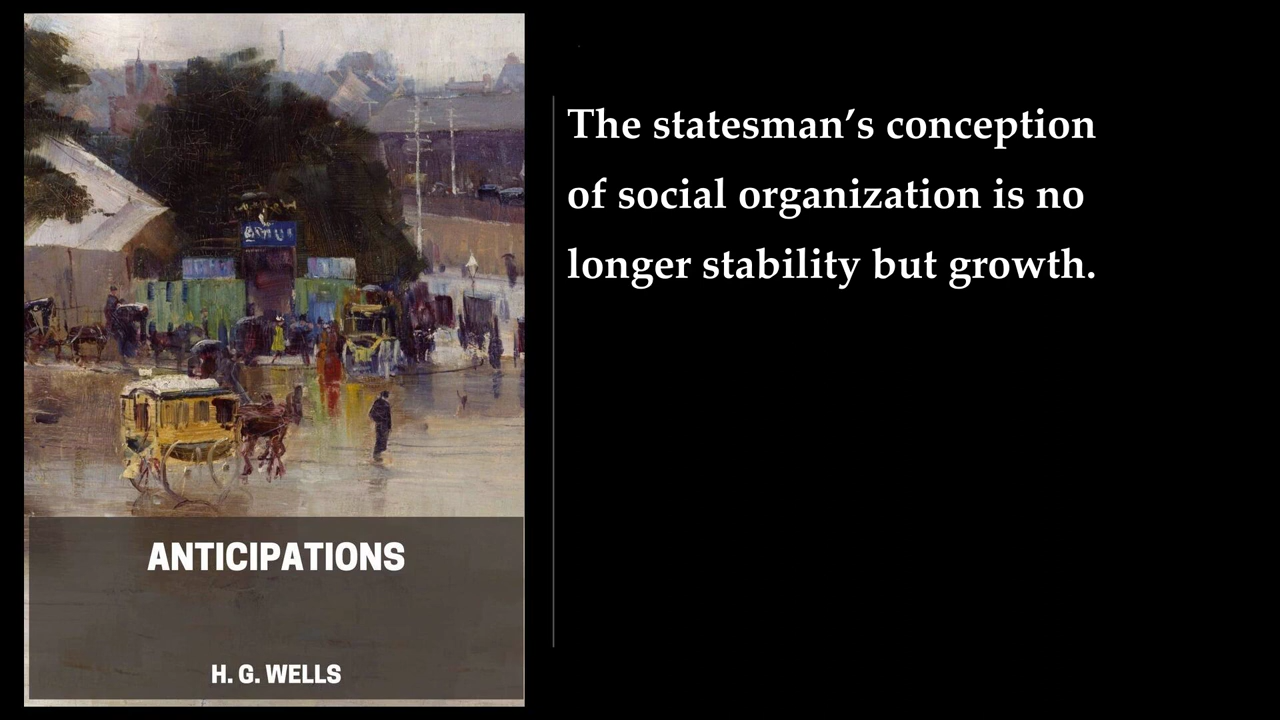 The statesman’s conception
of social organization is no
longer stability but growth.
ANTICIPATIONS
H. G. WELLS